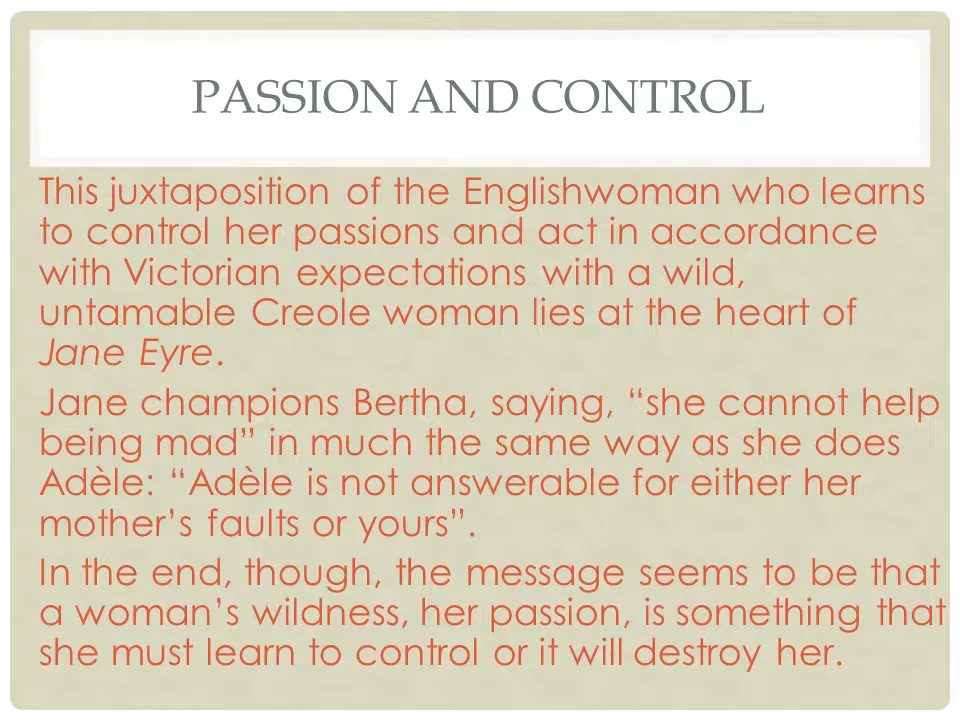 PASSION AND CONTROL
This juxtaposition of the Englishwoman who learns
to control her passions and act in accordance
with Victorian expectations with a wild,
untamable Creole woman lies at the heart of
Jane Eyre.
Jane champions Bertha, saying, “she cannot help
being mad” in much the same way as she does
Adèle: “Adèle is not answerable for either her
mother’s faults or yours”.
In the end, though, the message seems to be that
a woman’s wildness, her passion, is something that
she must learn to control or it will destroy her.